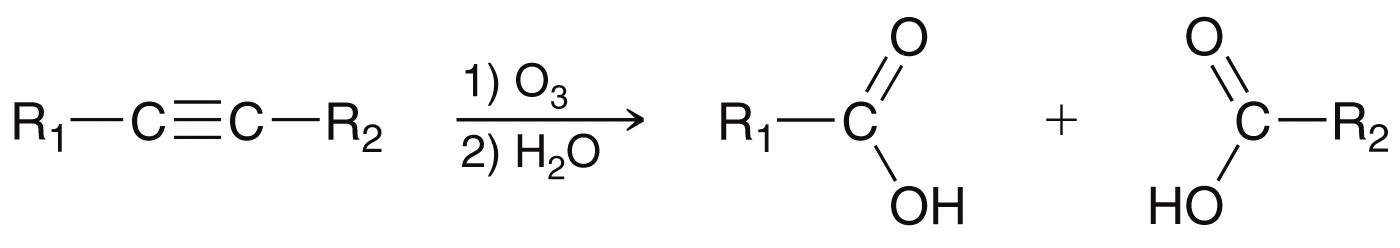 R₁—C≡C—R₂
1) O₃
2) H₂O
R₁—C
O
OH
+
O
C—R₂
HO